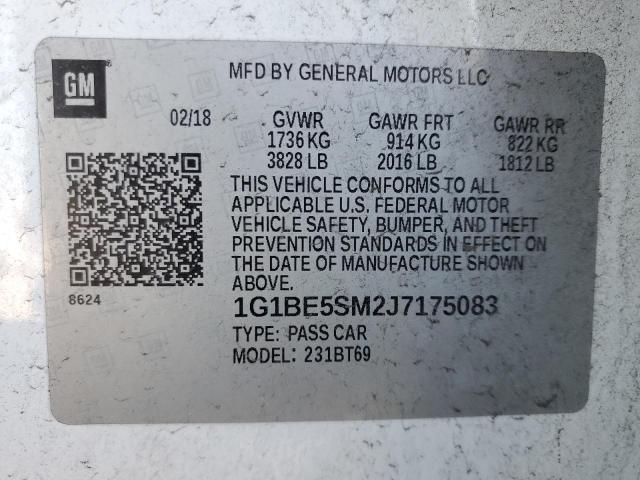 GM
MFD BY GENERAL MOTORS LLC
02/18 GVWR GAWR FRT GAWR RR
1736 KG 914 KG 822 KG
3828 LB 2016 LB 1812 LB
THIS VEHICLE CONFORMS TO ALL
APPLICABLE U.S. FEDERAL MOTOR
VEHICLE SAFETY, BUMPER, AND THEFT
PREVENTION STANDARDS IN EFFECT ON
THE DATE OF MANUFACTURE SHOWN
ABOVE.
8624
1G1BE5SM2J7175083
TYPE: PASS CAR
MODEL: 231BT69